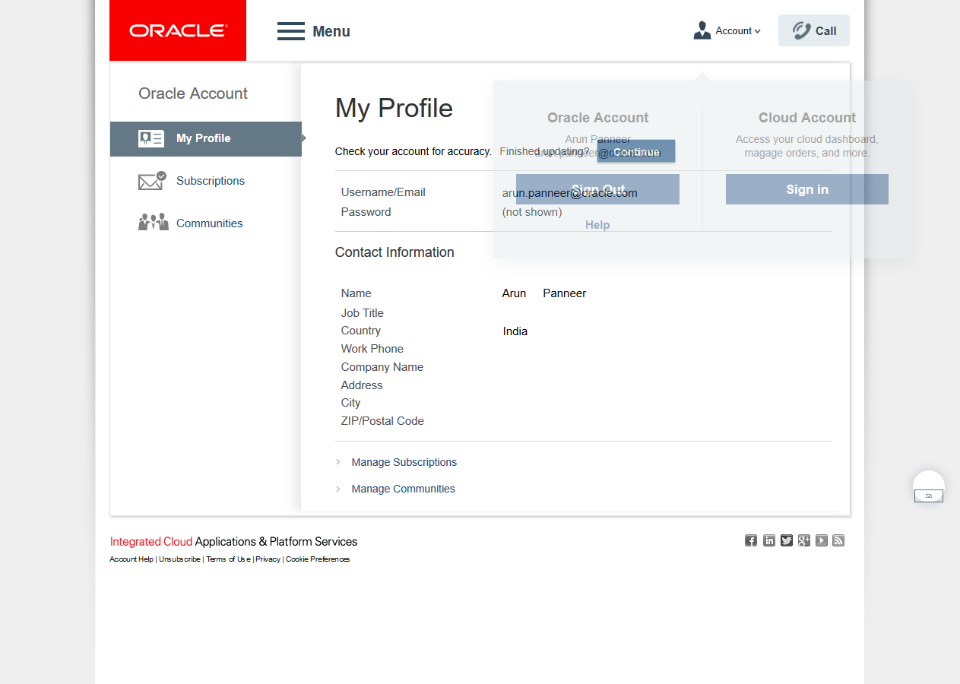 ORACLE
Menu
Account
Call
Oracle Account
My Profile
Subscriptions
Communities
My Profile
Check your account for accuracy. Finished updating? Continue
Username/Email arun.panneer@oracle.com
Password (not shown)
Oracle Account
Arun Panneer
Sign Out
Help
Cloud Account
Access your cloud dashboard,
magage orders, and more.
Sign in
Contact Information
Name Arun Panneer
Job Title
Country India
Work Phone
Company Name
Address
City
ZIP/Postal Code
Manage Subscriptions
Manage Communities
Integrated Cloud Applications & Platform Services
Account Help | Unsubscribe | Terms of Use | Privacy | Cookie Preferences